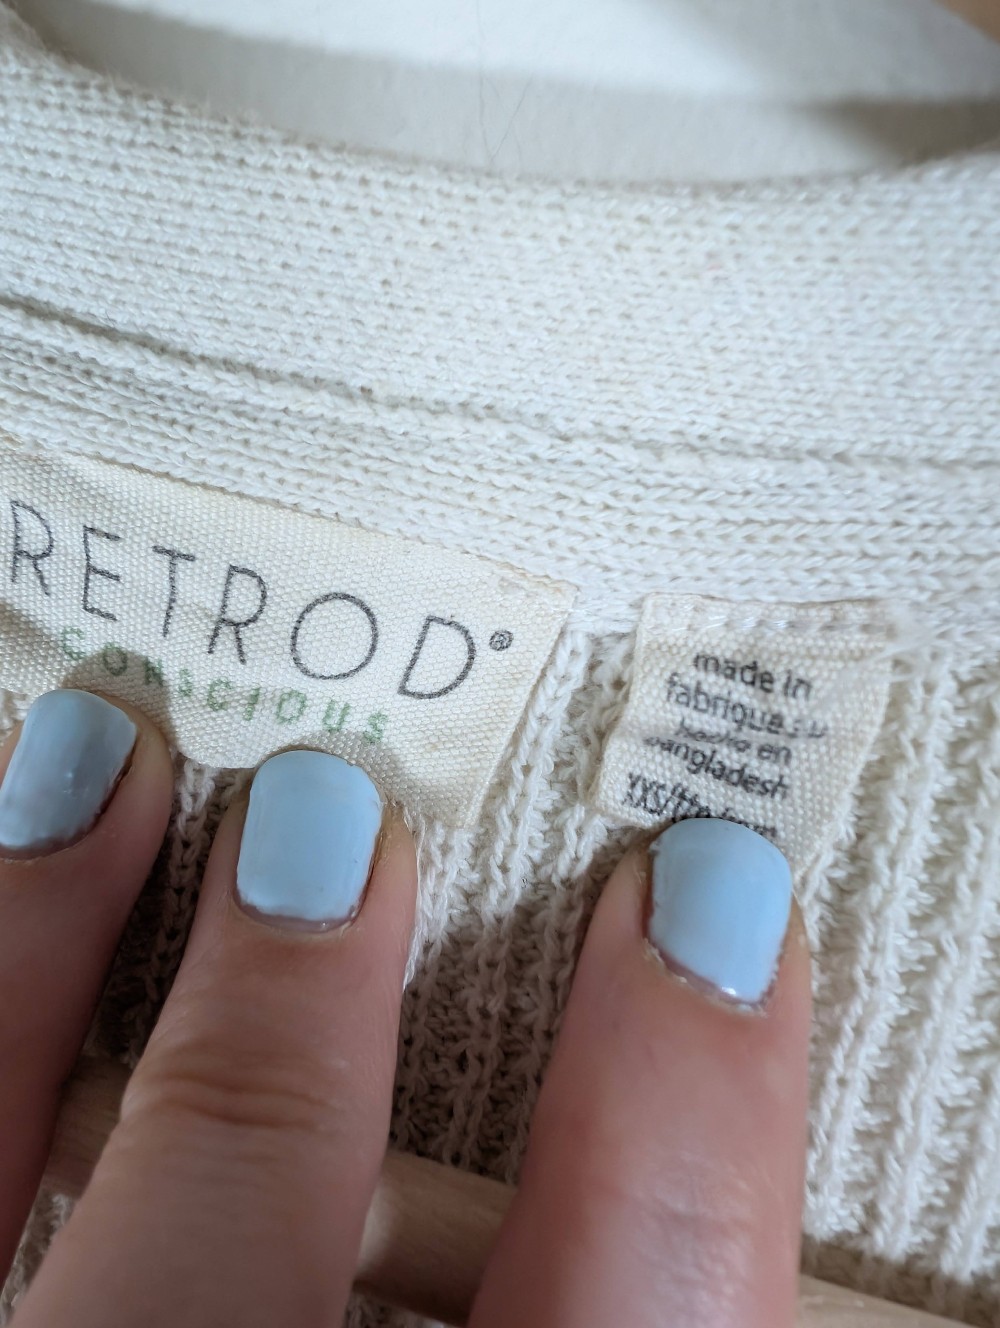 RETROD®
conscious
made in
fabriqué au
hecho en
bangladesh